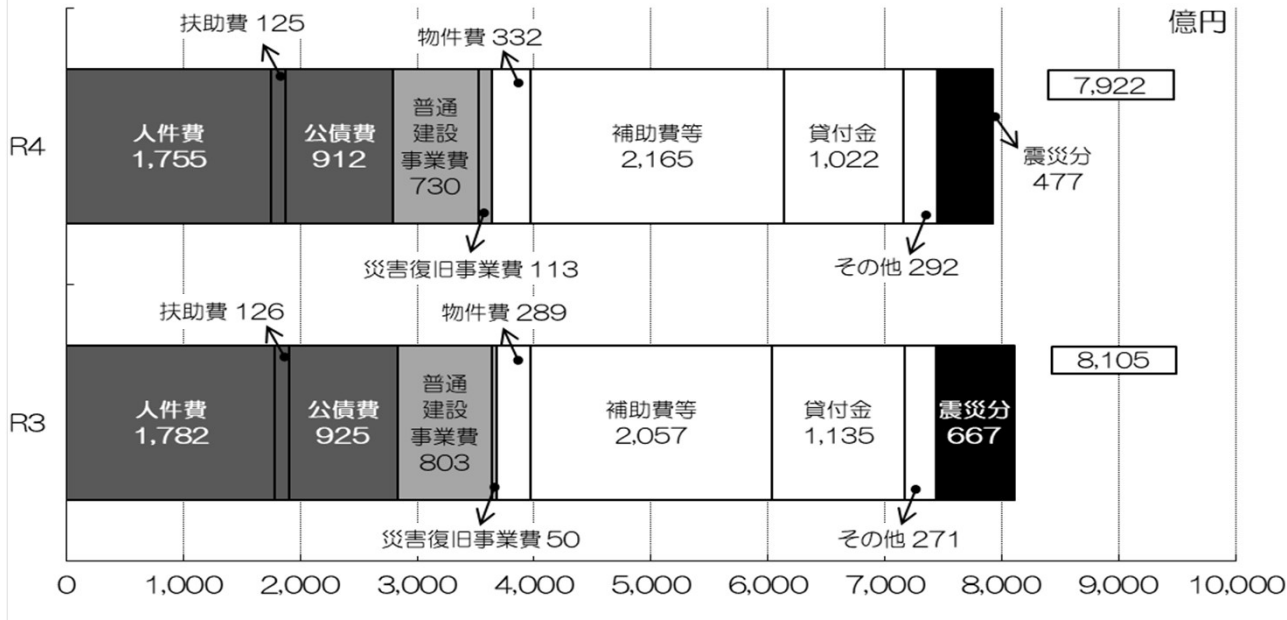 億円
扶助費 125
物件費 332
7,922
R4
人件費
1,755
公債費
912
普通
建設
事業費
730
補助費等
2,165
貸付金
1,022
震災分
477
災害復旧事業費 113
その他 292
扶助費 126
物件費 289
8,105
R3
人件費
1,782
公債費
925
普通
建設
事業費
803
補助費等
2,057
貸付金
1,135
震災分
667
災害復旧事業費 50
その他 271
0 1,000 2,000 3,000 4,000 5,000 6,000 7,000 8,000 9,000 10,000